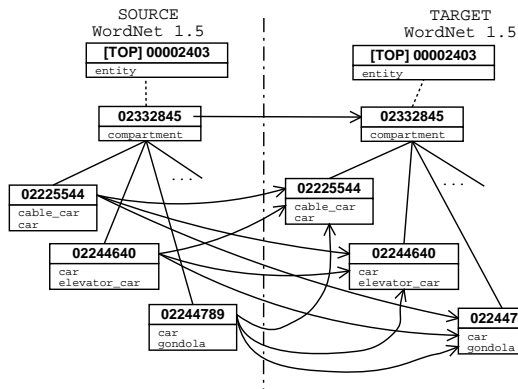 SOURCE
WordNet 1.5
[TOP] 00002403
entity
02332845
compartment
...
02225544
cable_car
car
02244640
car
elevator_car
02244789
car
gondola
TARGET
WordNet 1.5
[TOP] 00002403
entity
02332845
compartment
...
02225544
cable_car
car
02244640
car
elevator_car
022447
car
gondola